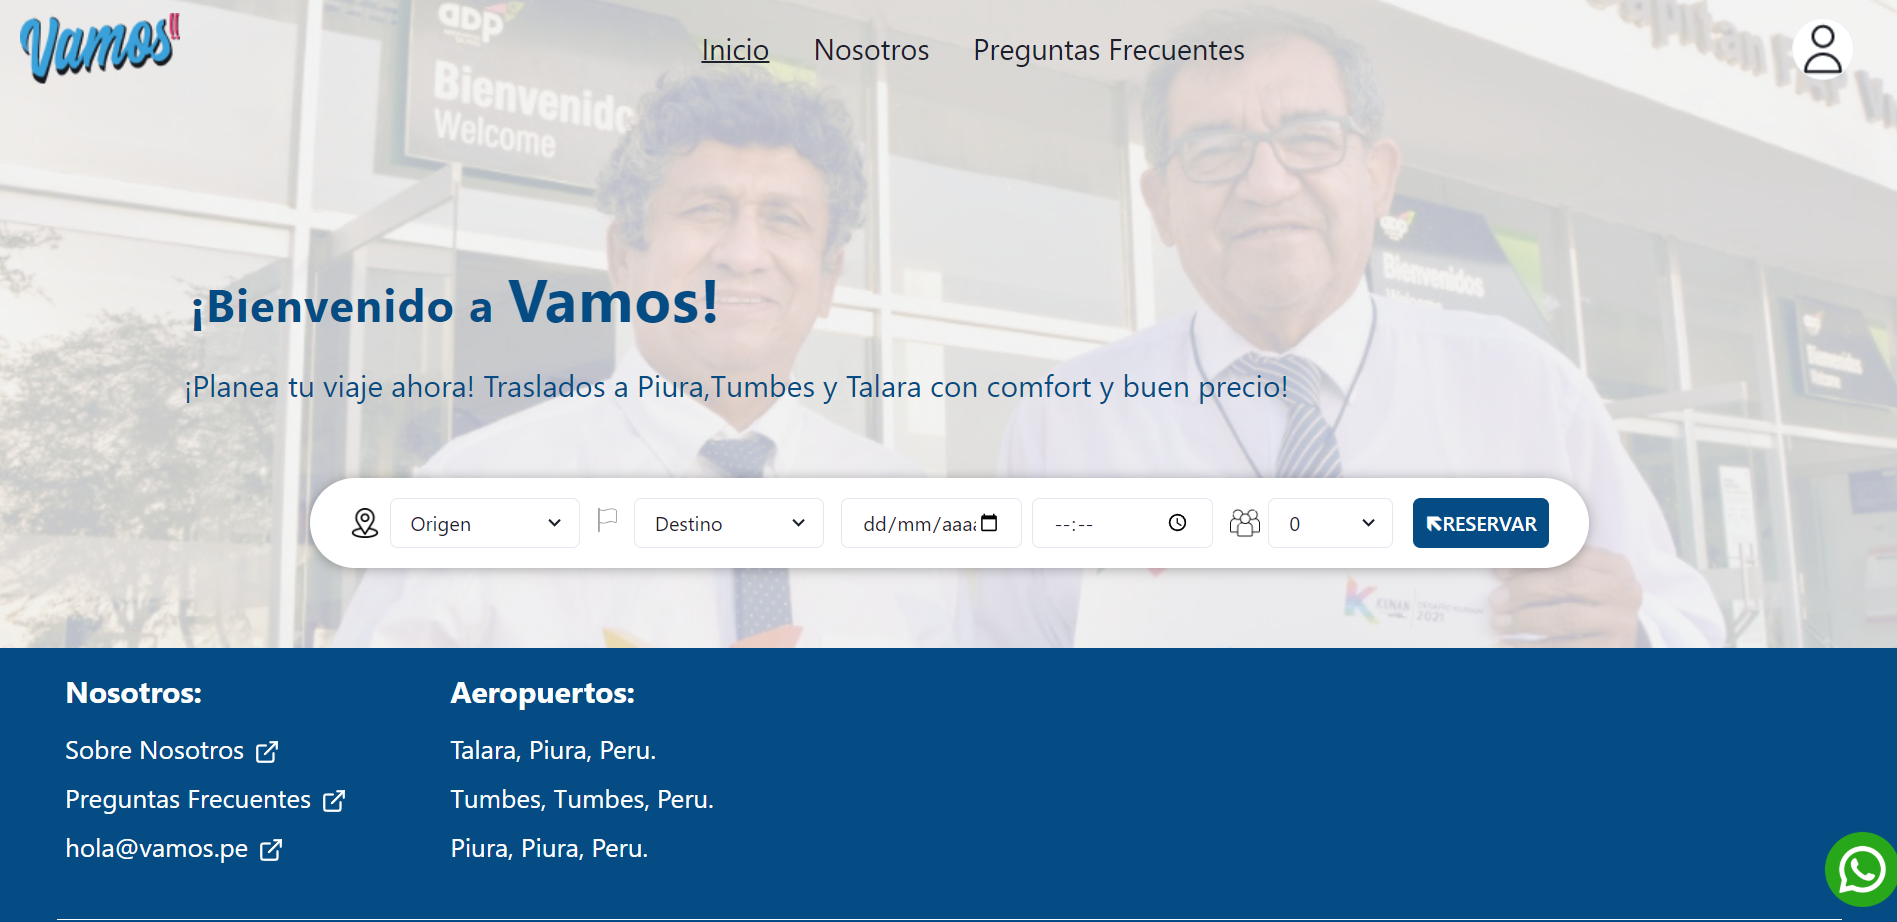 Vamos!!
Inicio
Nosotros
Preguntas Frecuentes
adp
Bienvenido
Welcome
¡Bienvenido a Vamos!
¡Planea tu viaje ahora! Traslados a Piura,Tumbes y Talara con comfort y buen precio!
Bienvenidos
Origen
Destino
dd/mm/aaaa
--:--
0
RESERVAR
2021
Nosotros:
Sobre Nosotros
Preguntas Frecuentes
hola@vamos.pe
Aeropuertos:
Talara, Piura, Peru.
Tumbes, Tumbes, Peru.
Piura, Piura, Peru.